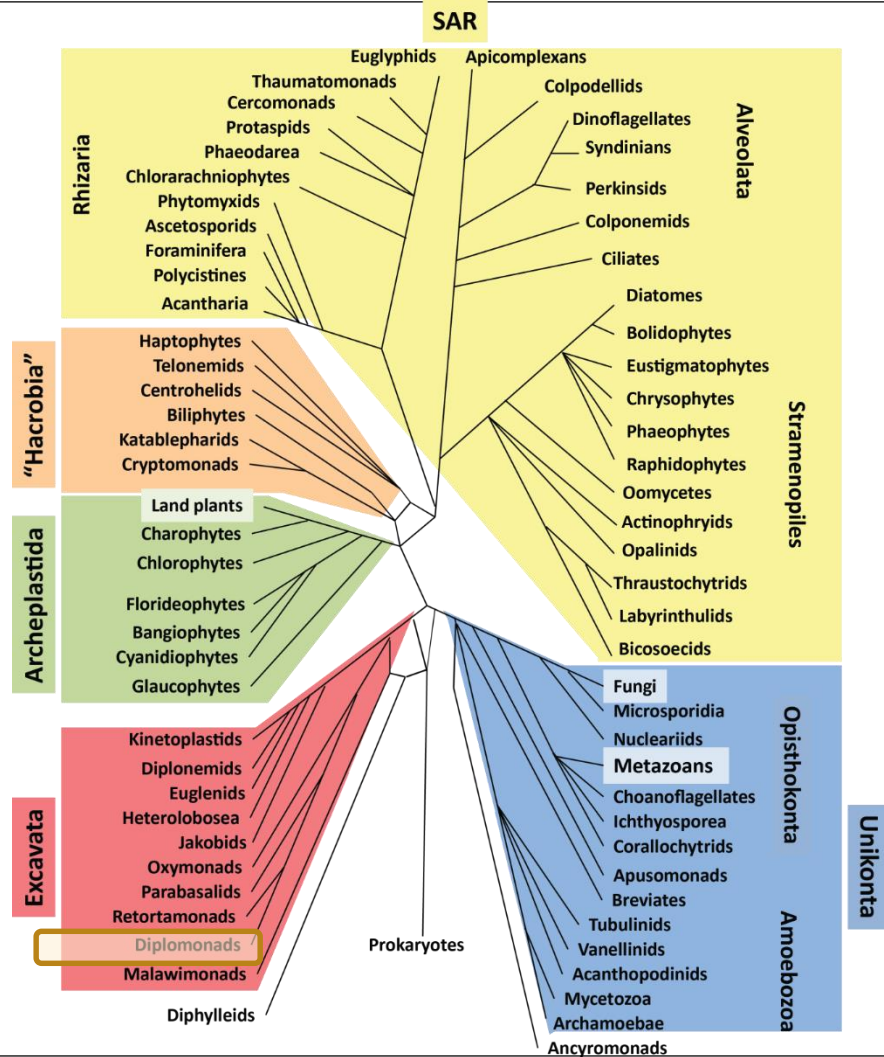 SAR
Euglyphids
Apicomplexans
Thaumatomonads
Colpodellids
Cercomonads
Dinoflagellates
Protaspids
Syndinians
Phaeodarea
Chlorarachniophytes
Perkinsids
Phytomyxids
Ascetosporids
Colponemids
Foraminifera
Ciliates
Polycistines
Acantharia
Rhizaria
Alveolata
Diatomes
Bolidophytes
Eustigmatophytes
Chrysophytes
Phaeophytes
Raphidophytes
Oomycetes
Actinophryids
Opalinids
Thraustochytrids
Labyrinthulids
Bicosoecids
Stramenopiles
"Hacrobia"
Haptophytes
Telonemids
Centrohelids
Biliphytes
Katablepharids
Cryptomonads
Archeplastida
Land plants
Charophytes
Chlorophytes
Florideophytes
Bangiophytes
Cyanidiophytes
Glaucophytes
Excavata
Kinetoplastids
Diplonemids
Euglenids
Heterolobosea
Jakobids
Oxymonads
Parabasalids
Retortamonads
Diplomonads
Malawimonads
Diphylleids
Prokaryotes
Fungi
Microsporidia
Nucleariids
Metazoans
Choanoflagellates
Ichthyosporea
Corallochytrids
Apusomonads
Breviates
Tubulinids
Vanellinids
Acanthopodinids
Mycetozoa
Archamoebae
Ancyromonads
Opisthokonta
Amoebozoa
Unikonta